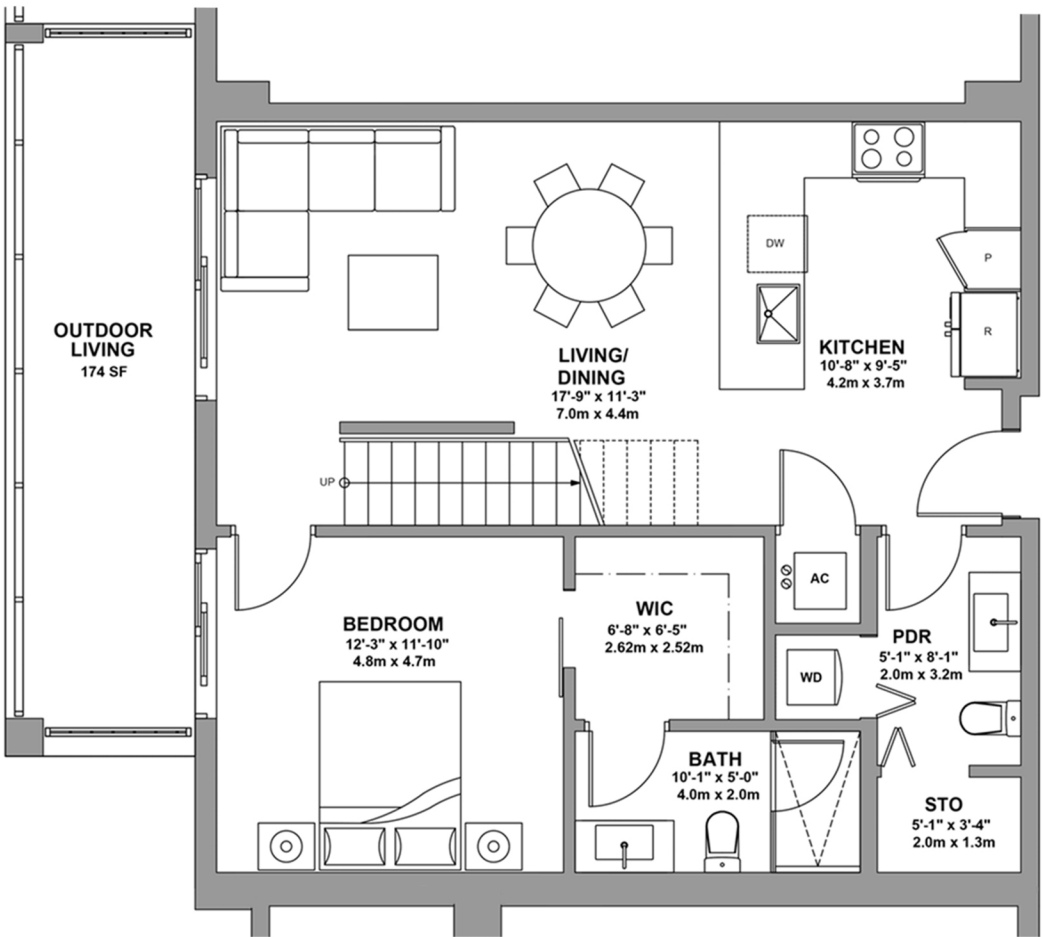 OUTDOOR
LIVING
174 SF
LIVING/
DINING
17'-9" x 11'-3"
7.0m x 4.4m
DW
P
R
KITCHEN
10'-8" x 9'-5"
4.2m x 3.7m
UP
BEDROOM
12'-3" x 11'-10"
4.8m x 4.7m
WIC
6'-8" x 6'-5"
2.62m x 2.52m
AC
WD
PDR
5'-1" x 8'-1"
2.0m x 3.2m
BATH
10'-1" x 5'-0"
4.0m x 2.0m
STO
5'-1" x 3'-4"
2.0m x 1.3m